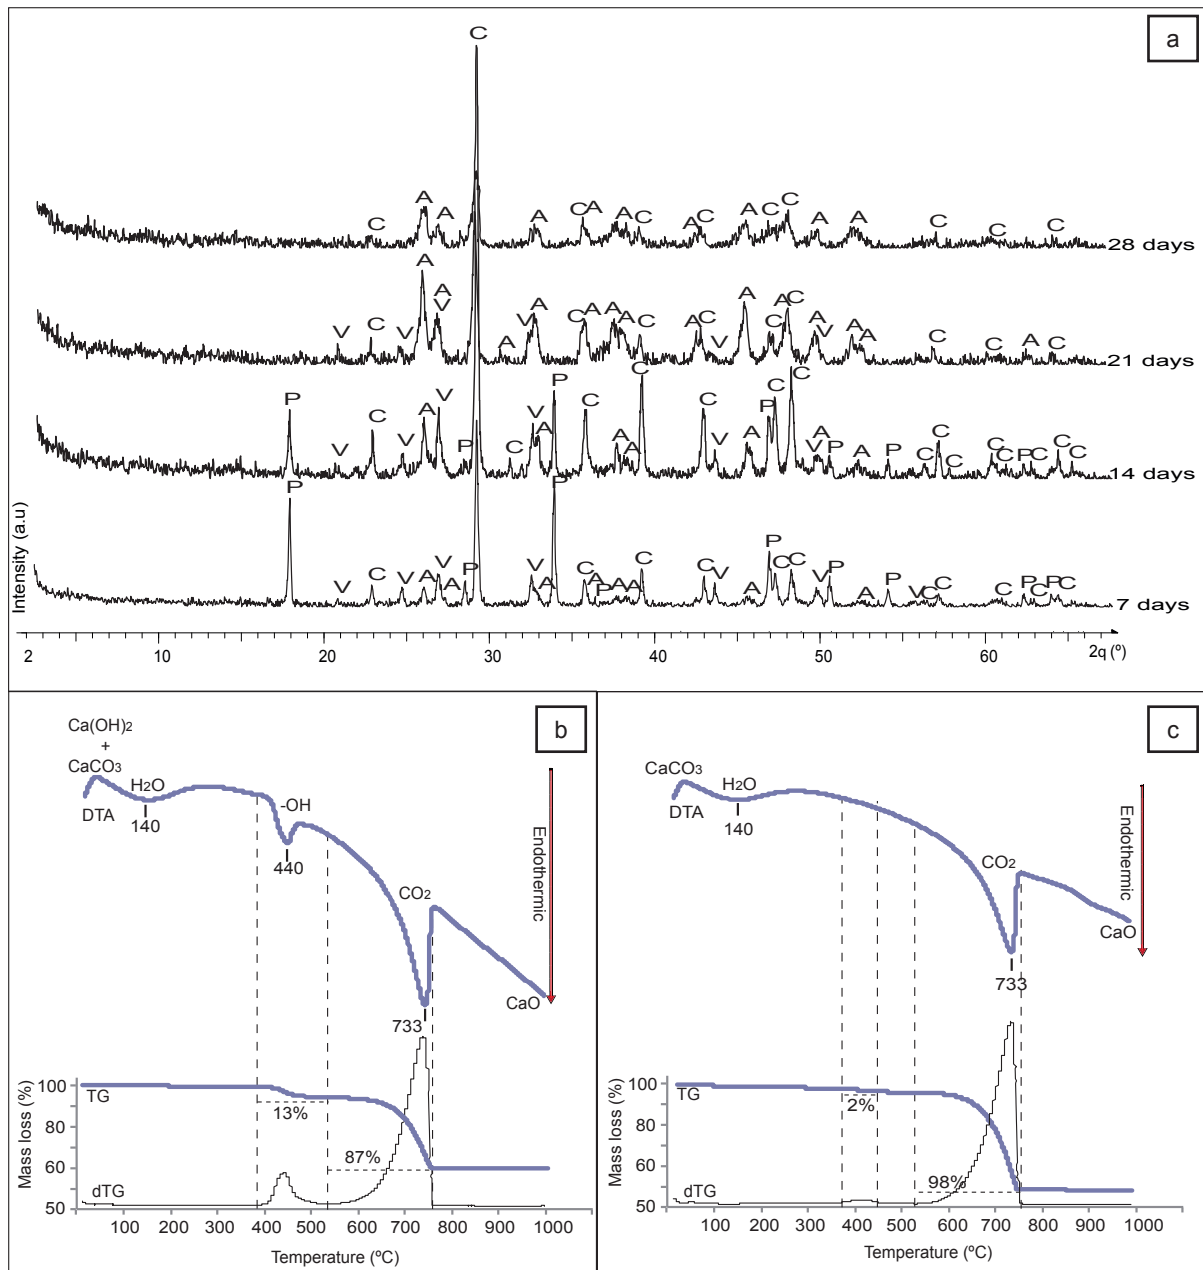 a
C
C A A A C A C A A C A C A C C A A C C C
28 days
V C V A A V A V A C A A A C A C V A C A C A V A A C C A C
21 days
P V C V A V P C V A P C A A C C V A P C C V A P A P C C C P C C C
14 days
P V C V A V A P C V A P C A P A A C C V A P C C V P A P V C C C P C P C
7 days
Intensity (a.u)
2 10 20 30 40 50 60 2q (º)
b
Ca(OH)2
+
CaCO3
H2O
DTA
140
-OH
440
CO2
733
CaO
Endothermic
Mass loss (%)
100
90
80
60
50
TG
13%
87%
dTG
100 200 300 400 500 600 700 800 900 1000
Temperature (ºC)
c
CaCO3
H2O
DTA
140
CO2
733
CaO
Endothermic
Mass loss (%)
100
90
80
60
50
TG
2%
98%
dTG
100 200 300 400 500 600 700 800 900 1000
Temperature (ºC)